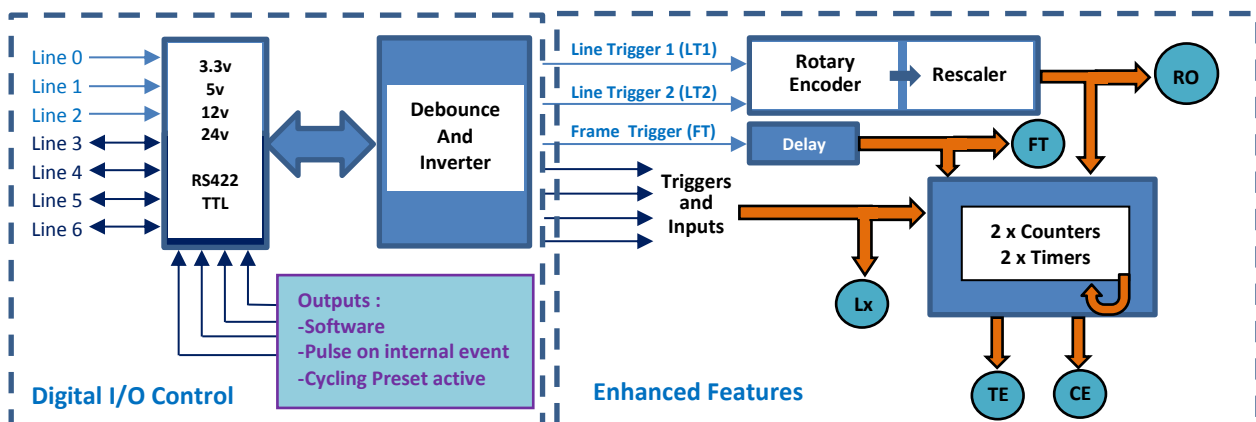 Line 0
Line 1
Line 2
Line 3
Line 4
Line 5
Line 6
3.3v
5v
12v
24v
RS422
TTL
Debounce
And
Inverter
Outputs :
-Software
-Pulse on internal event
-Cycling Preset active
Digital I/O Control
Line Trigger 1 (LT1)
Line Trigger 2 (LT2)
Frame Trigger (FT)
Rotary
Encoder
Rescaler
RO
Delay
FT
Triggers
and
Inputs
2 x Counters
2 x Timers
Lx
TE
CE
Enhanced Features